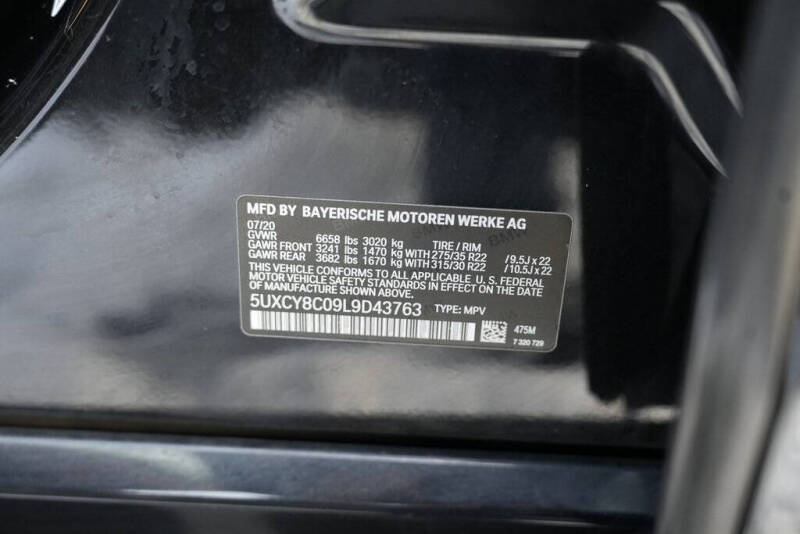 MFD BY BAYERISCHE MOTOREN WERKE AG
07/20
GVWR 6658 lbs 3020 kg TIRE / RIM
GAWR FRONT 3241 lbs 1470 kg WITH 275/35 R22 /9.5J x 22
GAWR REAR 3682 lbs 1670 kg WITH 315/30 R22 /10.5J x 22
THIS VEHICLE CONFORMS TO ALL APPLICABLE U.S. FEDERAL
MOTOR VEHICLE SAFETY STANDARDS IN EFFECT ON THE DATE
OF MANUFACTURE SHOWN ABOVE.
5UXCY8C09L9D43763 TYPE: MPV
475M
7 320 729